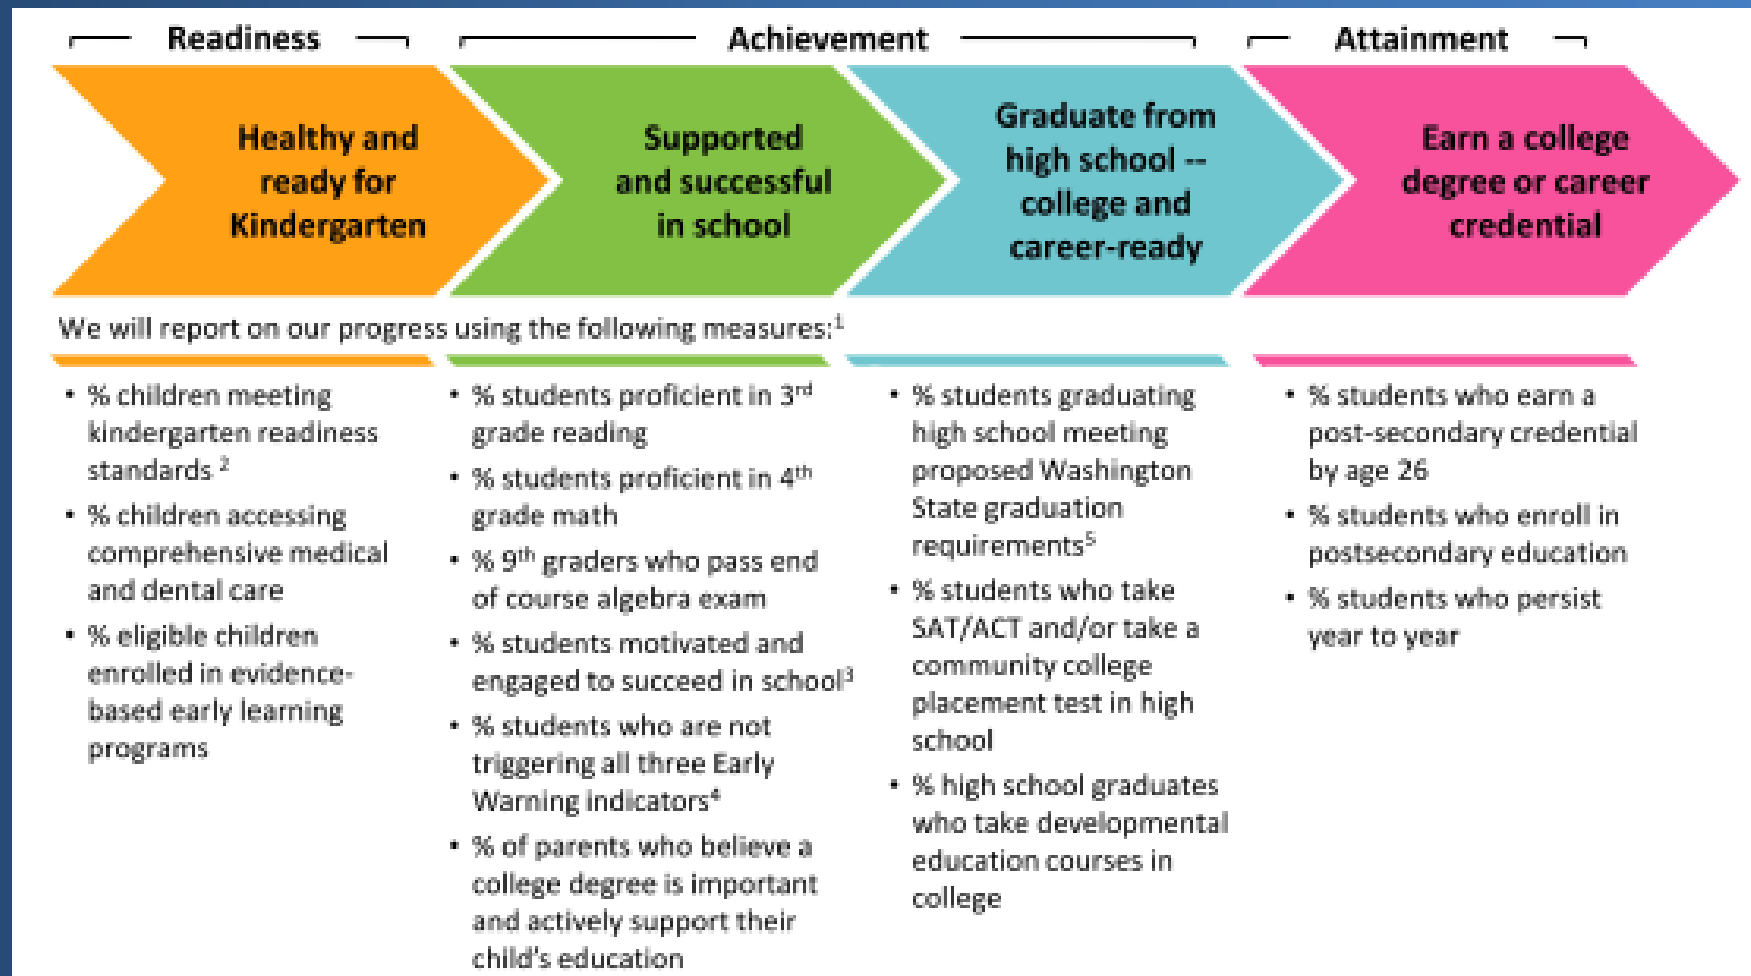 Readiness
Achievement
Attainment
Healthy and
ready for
Kindergarten
Supported
and successful
in school
Graduate from
high school --
college and
career-ready
Earn a college
degree or career
credential
We will report on our progress using the following measures:1
• % children meeting
kindergarten readiness
standards 2
• % children accessing
comprehensive medical
and dental care
• % eligible children
enrolled in evidence-
based early learning
programs
• % students proficient in 3rd
grade reading
• % students proficient in 4th
grade math
• % 9th graders who pass end
of course algebra exam
• % students motivated and
engaged to succeed in school3
• % students who are not
triggering all three Early
Warning indicators4
• % of parents who believe a
college degree is important
and actively support their
child's education
• % students graduating
high school meeting
proposed Washington
State graduation
requirements5
• % students who take
SAT/ACT and/or take a
community college
placement test in high
school
• % high school graduates
who take developmental
education courses in
college
• % students who earn a
post-secondary credential
by age 26
• % students who enroll in
postsecondary education
• % students who persist
year to year